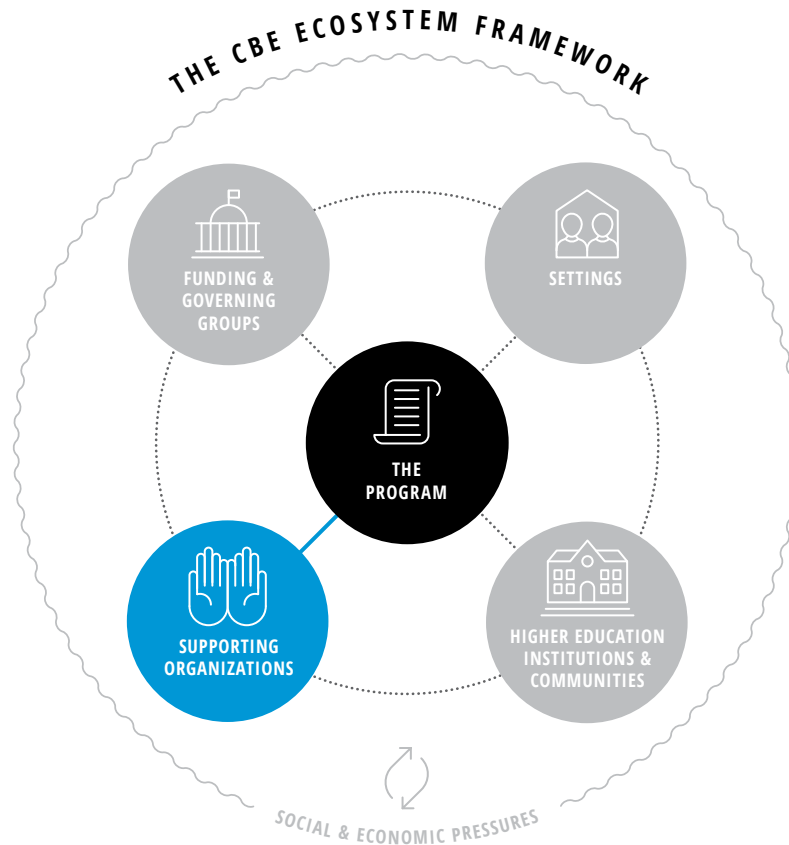 THE CBE ECOSYSTEM FRAMEWORK
FUNDING &
GOVERNING
GROUPS
SETTINGS
THE
PROGRAM
SUPPORTING
ORGANIZATIONS
HIGHER EDUCATION
INSTITUTIONS &
COMMUNITIES
SOCIAL & ECONOMIC PRESSURES